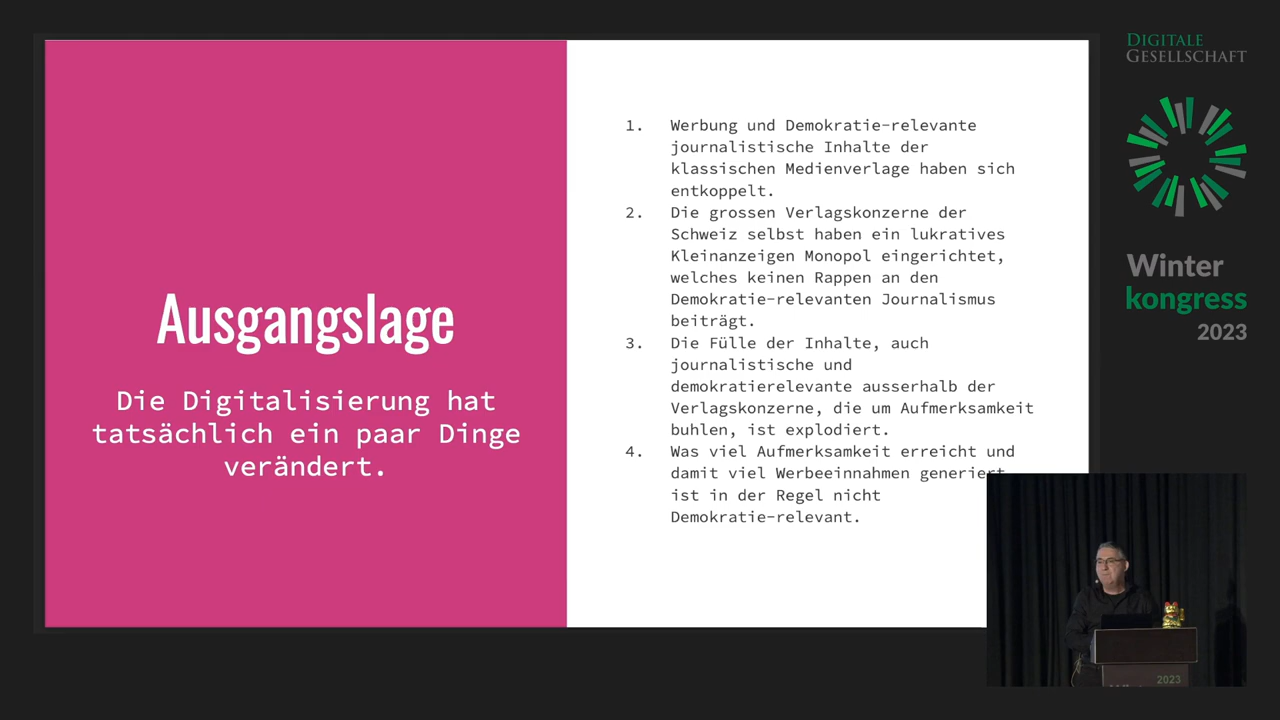 Ausgangslage
Die Digitalisierung hat
tatsächlich ein paar Dinge
verändert.
1. Werbung und Demokratie-relevante
journalistische Inhalte der
klassischen Medienverlage haben sich
entkoppelt.
2. Die grossen Verlagskonzerne der
Schweiz selbst haben ein lukratives
Kleinanzeigen Monopol eingerichtet,
welches keinen Rappen an den
Demokratie-relevanten Journalismus
beiträgt.
3. Die Fülle der Inhalte, auch
journalistische und
demokratierelevante ausserhalb der
Verlagskonzerne, die um Aufmerksamkeit
buhlen, ist explodiert.
4. Was viel Aufmerksamkeit erreicht und
damit viel Werbeeinnahmen generiert
ist in der Regel nicht
Demokratie-relevant.
DIGITALE
GESELLSCHAFT
Winter
kongress
2023
2023